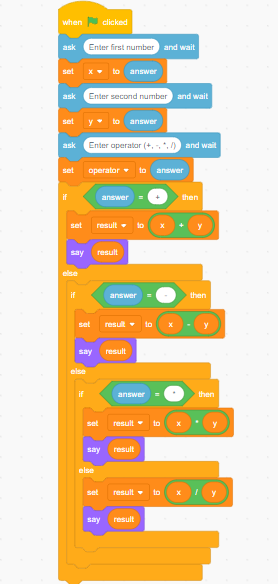 when clicked
ask Enter first number and wait
set x to answer
ask Enter second number and wait
set y to answer
ask Enter operator (+, -, *, /) and wait
set operator to answer
if answer = + then
set result to x + y
say result
else
if answer = - then
set result to x - y
say result
else
if answer = * then
set result to x * y
say result
else
set result to x / y
say result